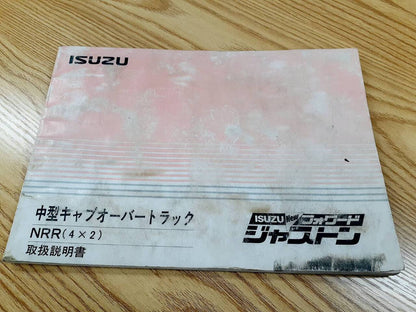 ISUZU
中型キャブオーバートラック
NRR(4×2)
取扱説明書
ISUZU NEW フォワード
ジャストン